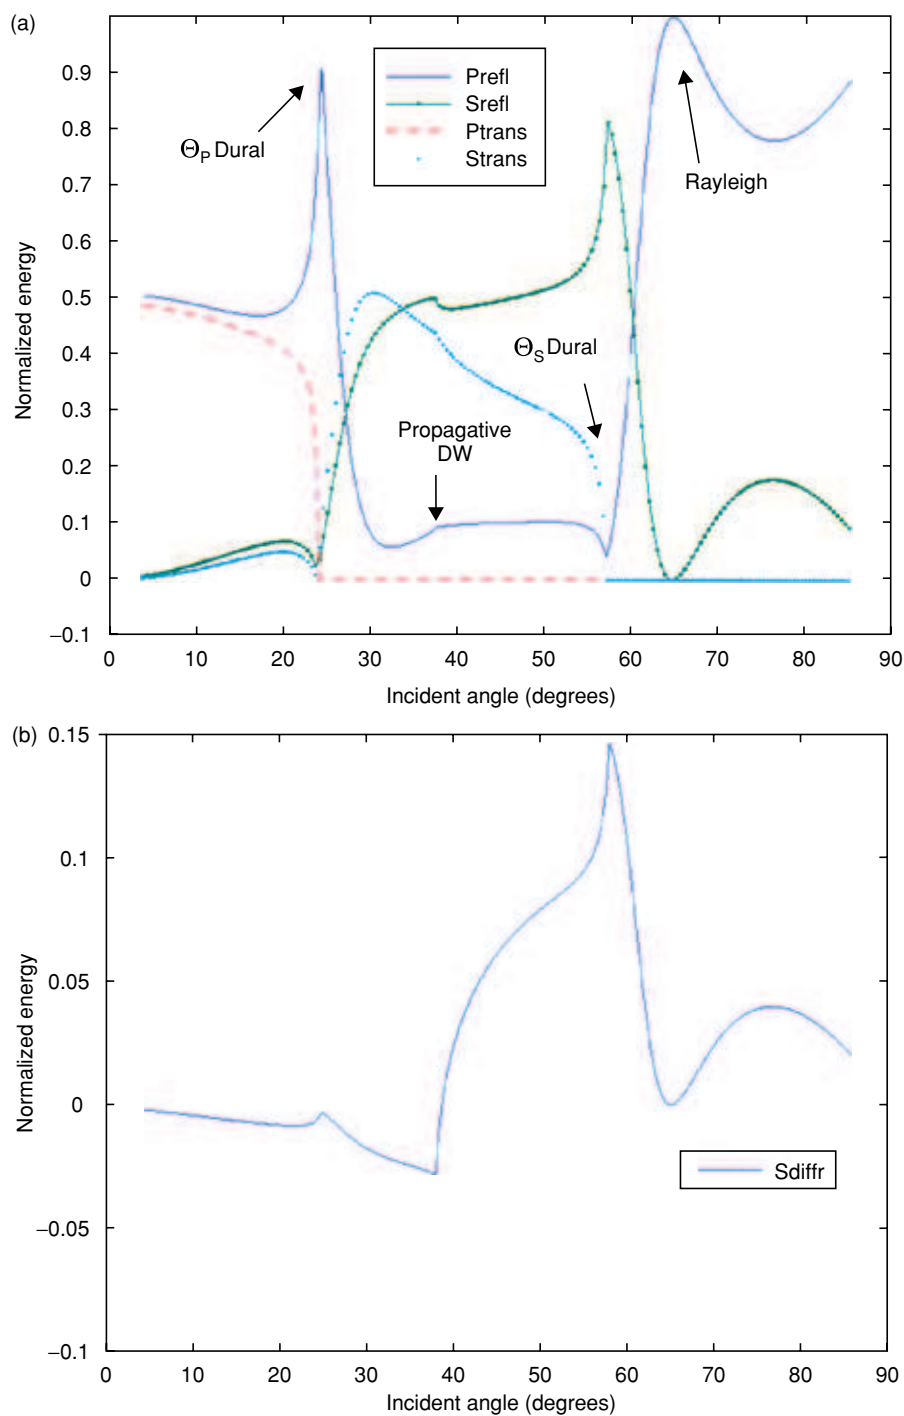 (a)
0.9
0.8
0.7
0.6
0.5
0.4
0.3
0.2
0.1
0
−0.1
Normalized energy
Prefl
Srefl
Ptrans
Strans
ΘP Dural
Rayleigh
ΘS Dural
Propagative
DW
0 10 20 30 40 50 60 70 80 90
Incident angle (degrees)
(b)
0.15
0.1
0.05
0
−0.05
−0.1
Normalized energy
Sdiffr
0 10 20 30 40 50 60 70 80 90
Incident angle (degrees)